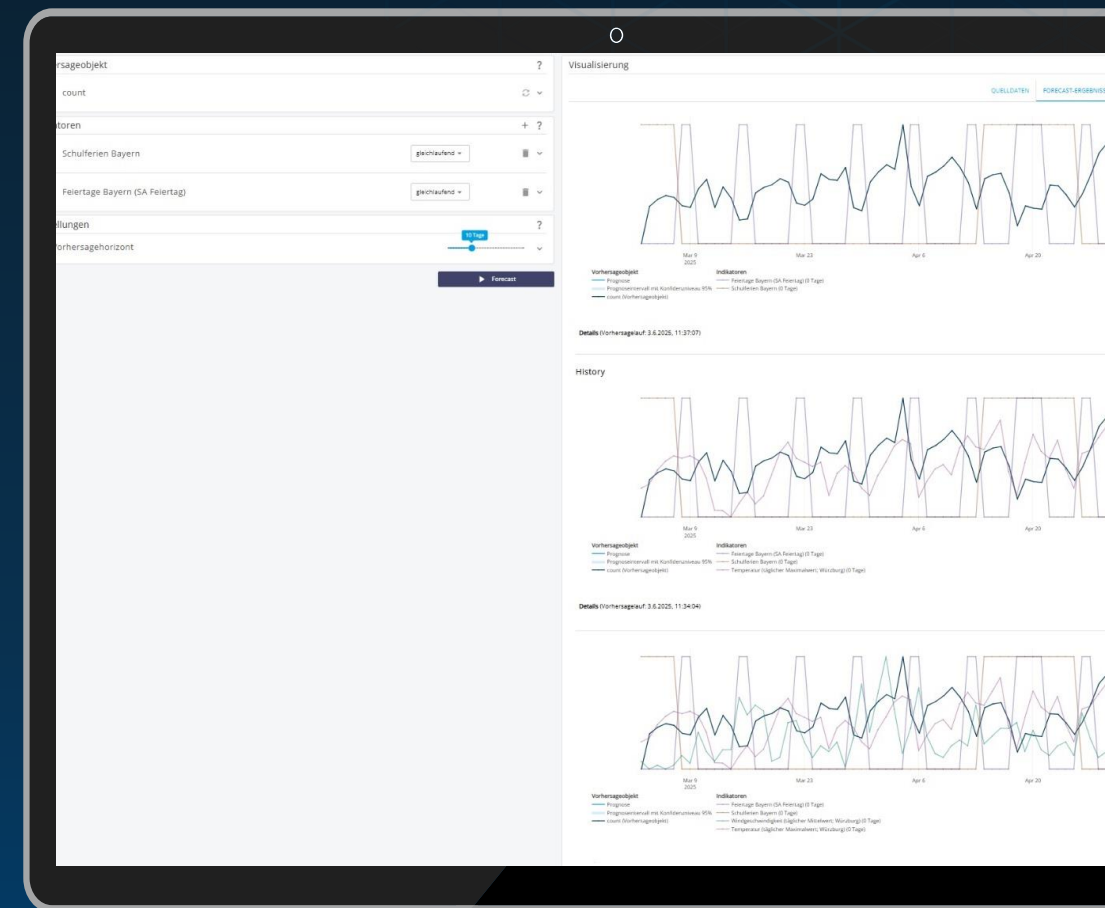 rsageobjekt ?
count
atoren + ?
Schulferien Bayern gleichlaufend
Feiertage Bayern (SA Feiertag) gleichlaufend
ellungen ?
10 Tage
orhersagehorizont
Forecast
Visualisierung
QUELLDATEN FORECAST-ERGEBNISS
Mar 9 Mar 23 Apr 6 Apr 20
2025
Vorhersageobjekt Indikatoren
Prognose Feiertage Bayern (SA Feiertag) (0 Tage)
Prognoseintervall mit Konfidenzniveau 95% Schulferien Bayern (0 Tage)
count (Vorhersageobjekt)
Details (Vorhersagelauf: 3.6.2025, 11:37:07)
History
Mar 9 Mar 23 Apr 6 Apr 20
2025
Vorhersageobjekt Indikatoren
Prognose Feiertage Bayern (SA Feiertag) (0 Tage)
Prognoseintervall mit Konfidenzniveau 95% Schulferien Bayern (0 Tage)
count (Vorhersageobjekt) Temperatur (täglicher Maximalwert; Würzburg) (0 Tage)
Details (Vorhersagelauf: 3.6.2025, 11:34:04)
Mar 9 Mar 23 Apr 6 Apr 20
2025
Vorhersageobjekt Indikatoren
Prognose Feiertage Bayern (SA Feiertag) (0 Tage)
Prognoseintervall mit Konfidenzniveau 95% Schulferien Bayern (0 Tage)
count (Vorhersageobjekt) Windgeschwindigkeit (täglicher Mittelwert; Würzburg) (0 Tage)
Temperatur (täglicher Maximalwert; Würzburg) (0 Tage)